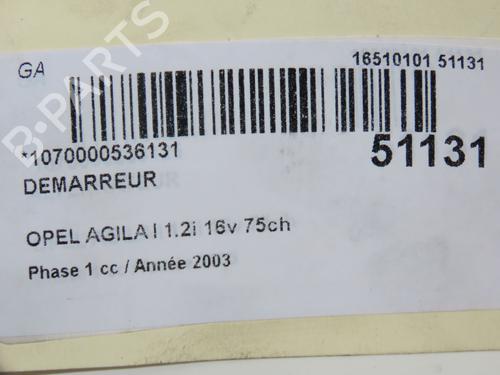 GA
16510101 51131
*1070000536131
51131
DEMARREUR
OPEL AGILA I 1.2i 16v 75ch
Phase 1 cc / Année 2003
B-PARTS